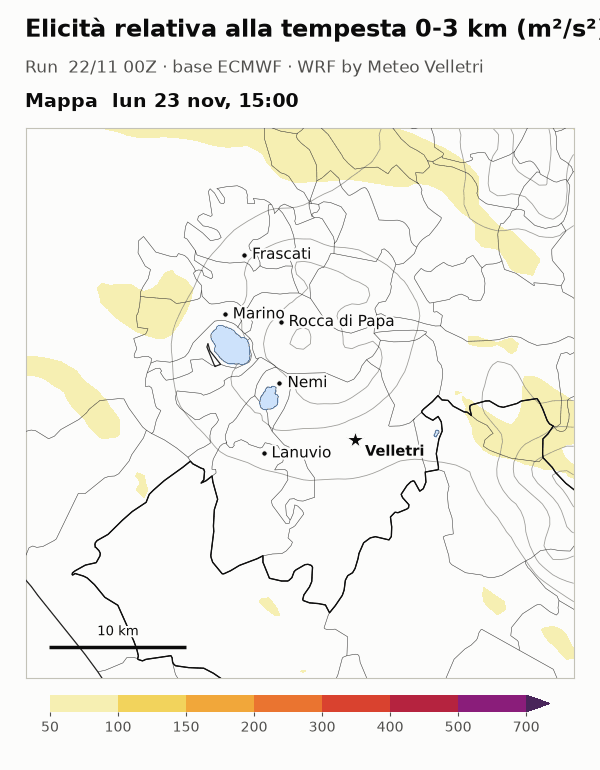 Elicità relativa alla tempesta 0-3 km (m²/s²)
Run 22/11 00Z · base ECMWF · WRF by Meteo Velletri
Mappa lun 23 nov, 15:00
Frascati
Marino
Rocca di Papa
Nemi
Velletri
Lanuvio
10 km
50 100 150 200 300 400 500 700